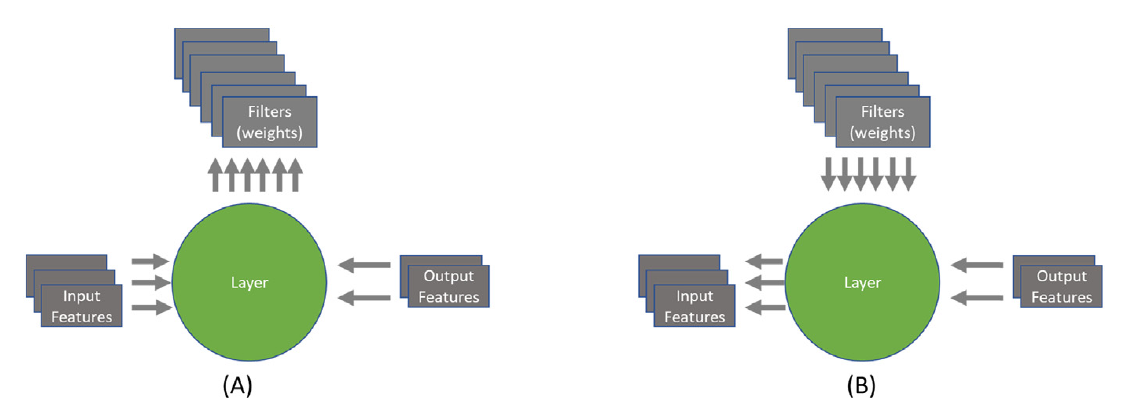 Filters
(weights)
Input
Features
Layer
Output
Features
(A)
Filters
(weights)
Input
Features
Layer
Output
Features
(B)